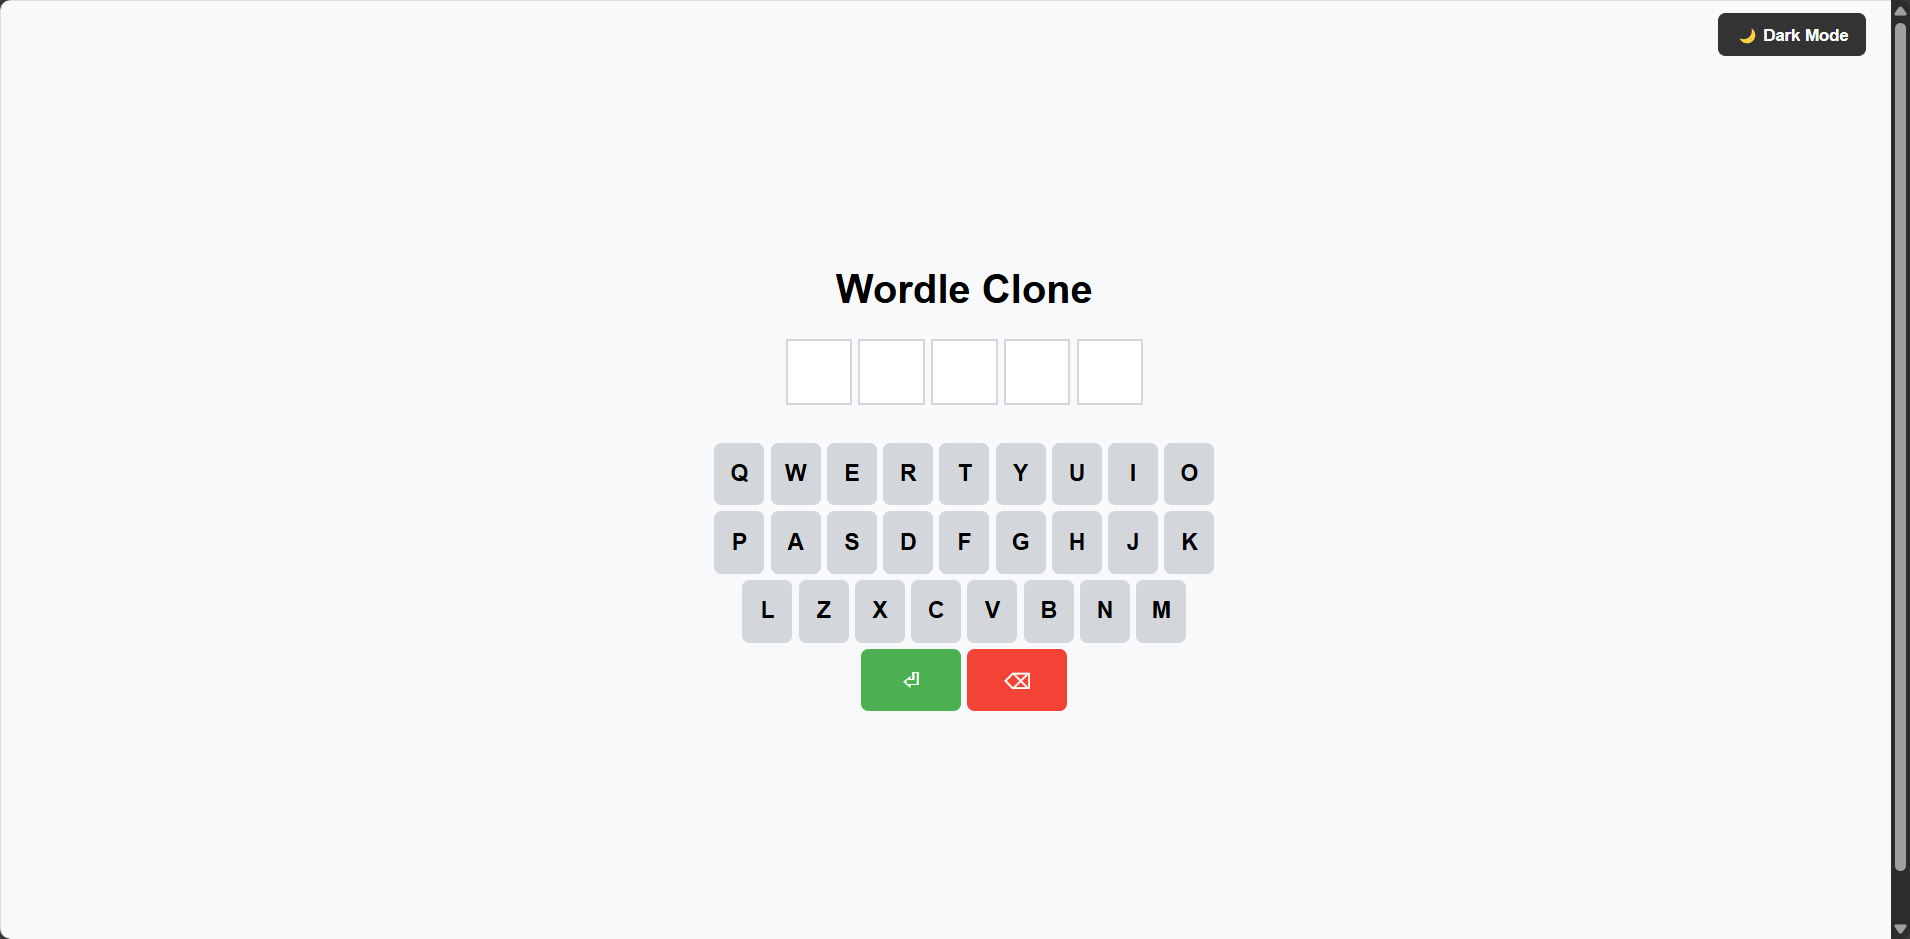 🌙 Dark Mode
Wordle Clone
Q W E R T Y U I O
P A S D F G H J K
L Z X C V B N M
⏎ ⌫